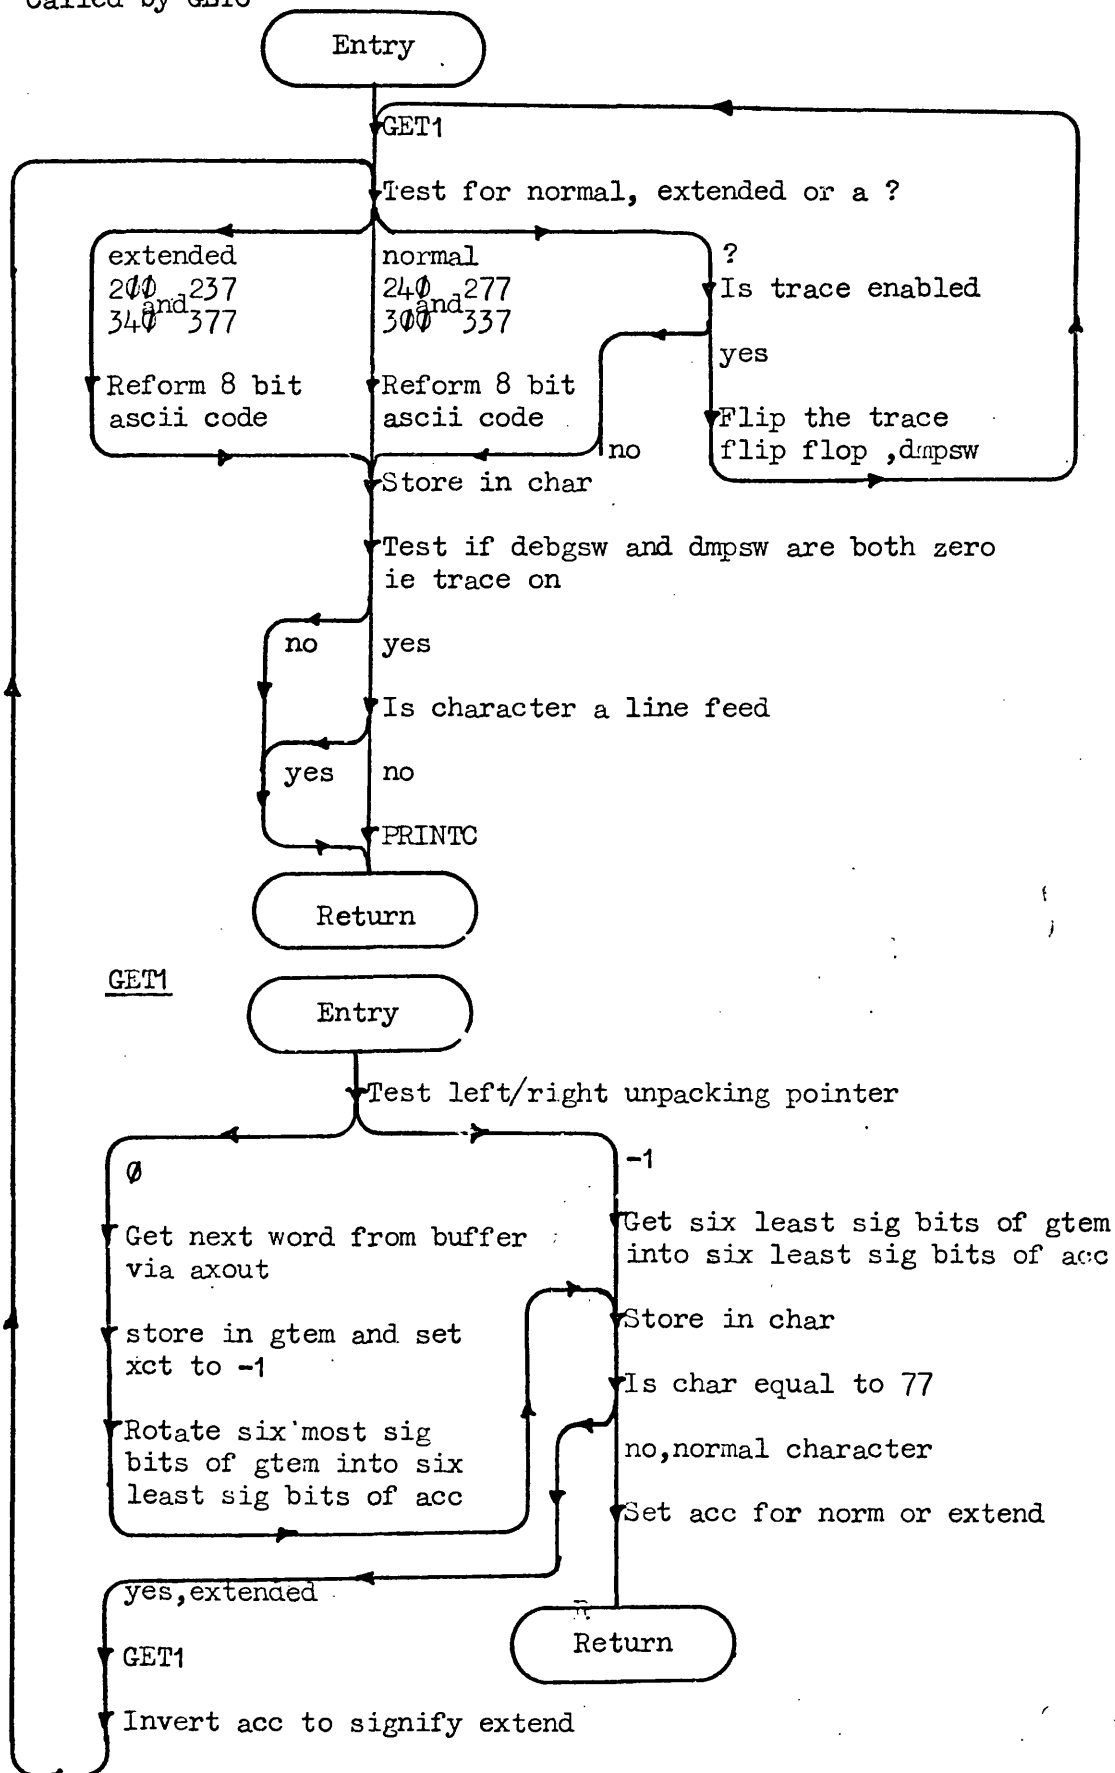 Called by GETC
Entry
GET1
Test for normal, extended or a ?
extended
200 and 237
340 377
normal
240 and 277
300 337
?
Is trace enabled
yes
Reform 8 bit
ascii code
Reform 8 bit
ascii code
Flip the trace
flip flop ,dmpsw
no
Store in char
Test if debgsw and dmpsw are both zero
ie trace on
no
yes
Is character a line feed
yes
no
PRINTC
Return
GET1
Entry
Test left/right unpacking pointer
0
-1
Get next word from buffer
via axout
store in gtem and set
xct to -1
Rotate six most sig
bits of gtem into six
least sig bits of acc
Get six least sig bits of gtem
into six least sig bits of acc
Store in char
Is char equal to 77
no,normal character
Set acc for norm or extend
Return
yes,extended
GET1
Invert acc to signify extend